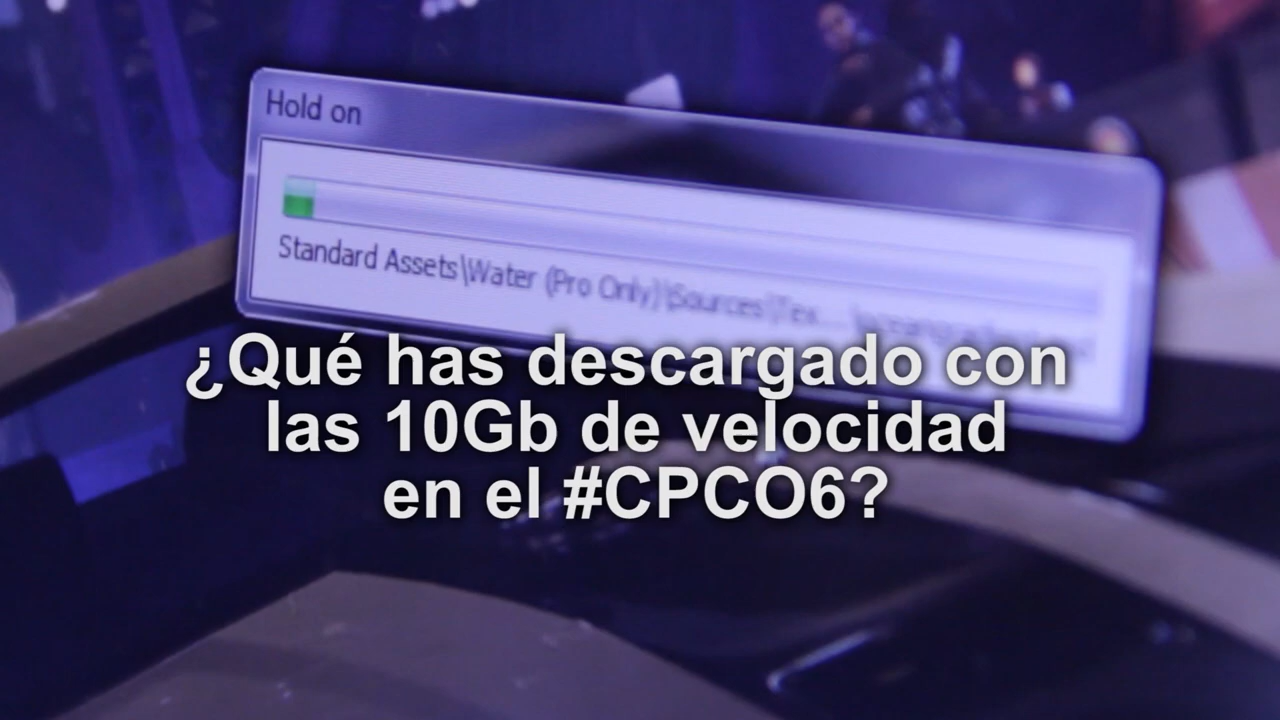 Hold on
Standard Assets\Water (Pro Only)\Sources\Tex...
¿Qué has descargado con
las 10Gb de velocidad
en el #CPCO6?